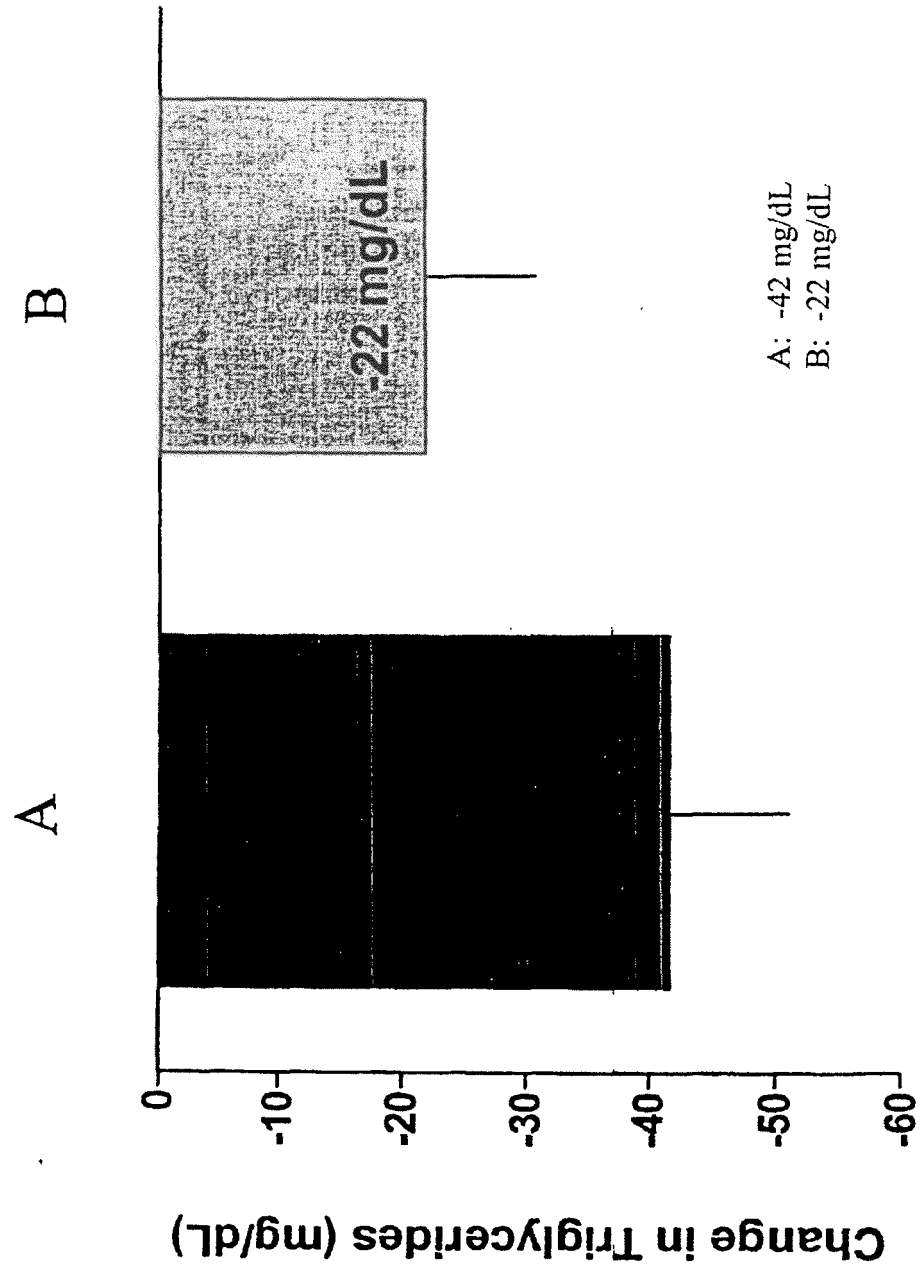 A
B
0
-10
-20
-30
-40
-50
-60
Change in Triglycerides (mg/dL)
-22 mg/dL
A: -42 mg/dL
B: -22 mg/dL